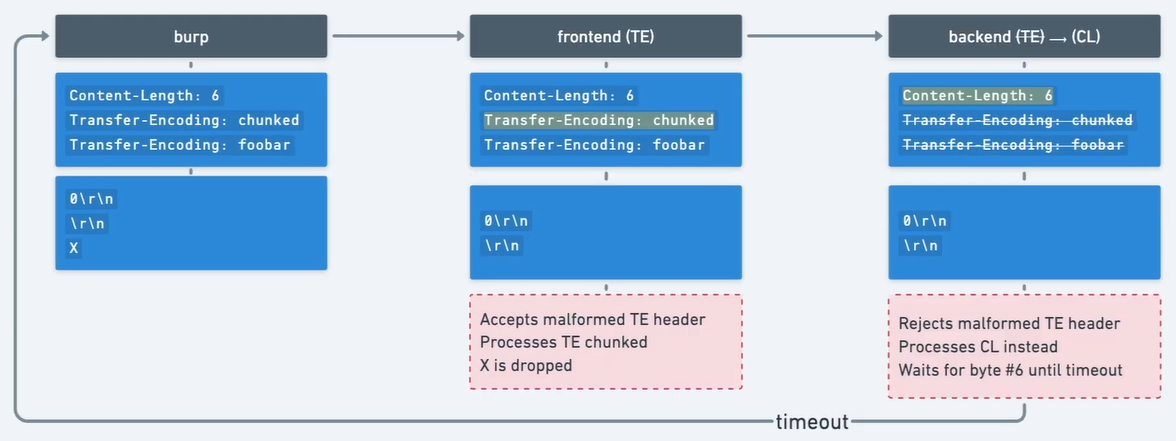 burp
Content-Length: 6
Transfer-Encoding: chunked
Transfer-Encoding: foobar
0\r\n
\r\n
X
frontend (TE)
Content-Length: 6
Transfer-Encoding: chunked
Transfer-Encoding: foobar
0\r\n
\r\n
Accepts malformed TE header
Processes TE chunked
X is dropped
backend (TE) → (CL)
Content-Length: 6
Transfer-Encoding: chunked
Transfer-Encoding: foobar
0\r\n
\r\n
Rejects malformed TE header
Processes CL instead
Waits for byte #6 until timeout
timeout